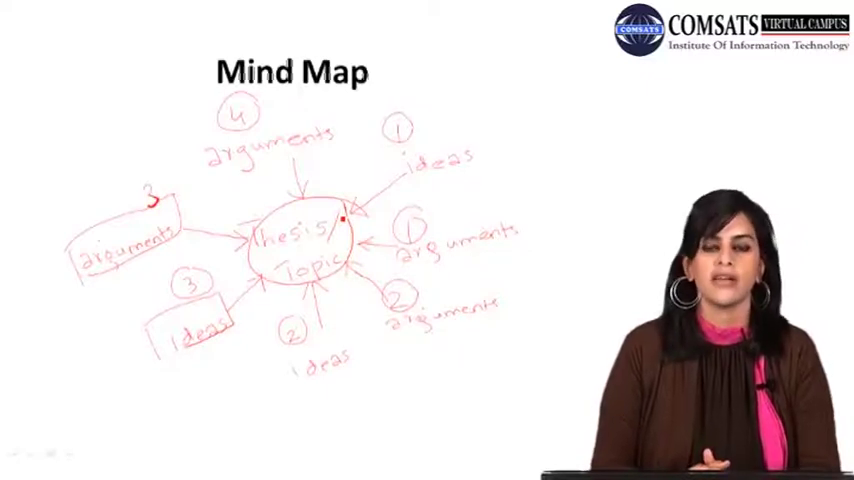 COMSATS VIRTUAL CAMPUS
COMSATS
Institute Of Information Technology
Mind Map
4
arguments
1
ideas
3
arguments
Thesis/
Topic
1
arguments
3
ideas
2
arguments
2
ideas